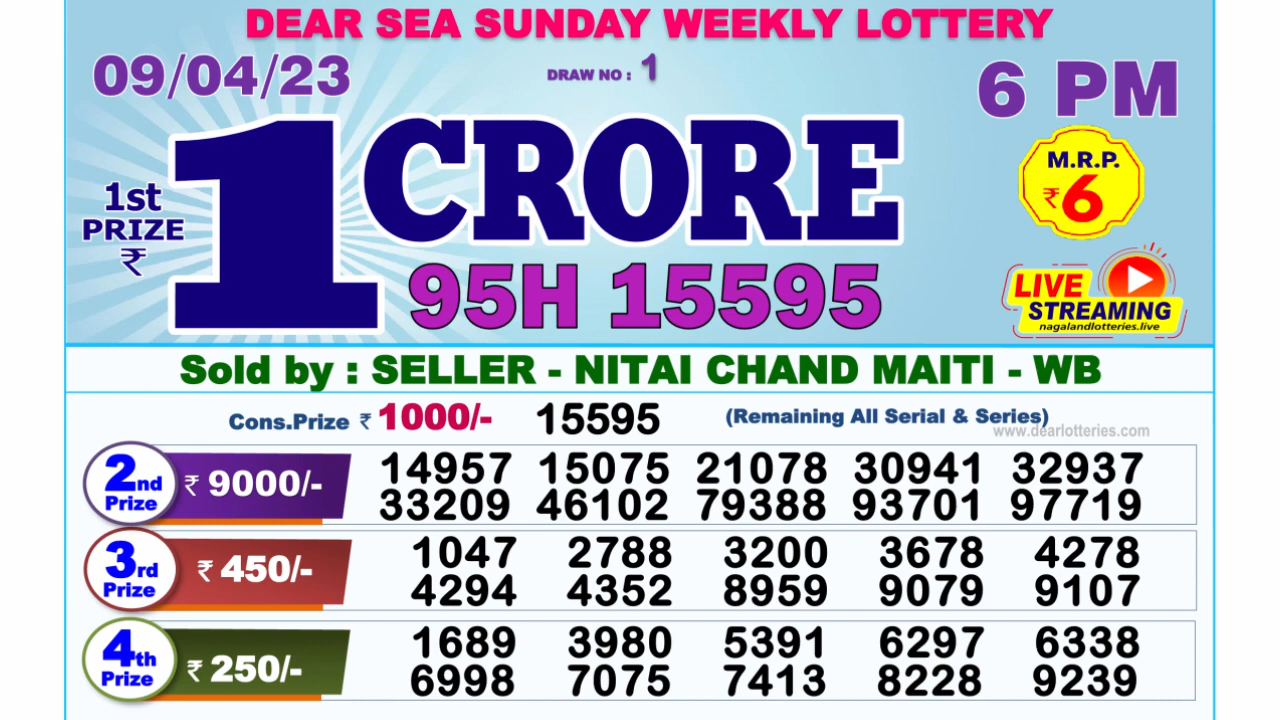 DEAR SEA SUNDAY WEEKLY LOTTERY
09/04/23
DRAW NO : 1
6 PM
1st
PRIZE
₹
1 CRORE
95H 15595
M.R.P.
₹6
LIVE
STREAMING
nagalandlotteries.live
Sold by : SELLER - NITAI CHAND MAITI - WB
Cons.Prize ₹ 1000/- 15595 (Remaining All Serial & Series)
www.dearlotteries.com
2nd
Prize
₹ 9000/-
14957 15075 21078 30941 32937
33209 46102 79388 93701 97719
3rd
Prize
₹ 450/-
1047 2788 3200 3678 4278
4294 4352 8959 9079 9107
4th
Prize
₹ 250/-
1689 3980 5391 6297 6338
6998 7075 7413 8228 9239